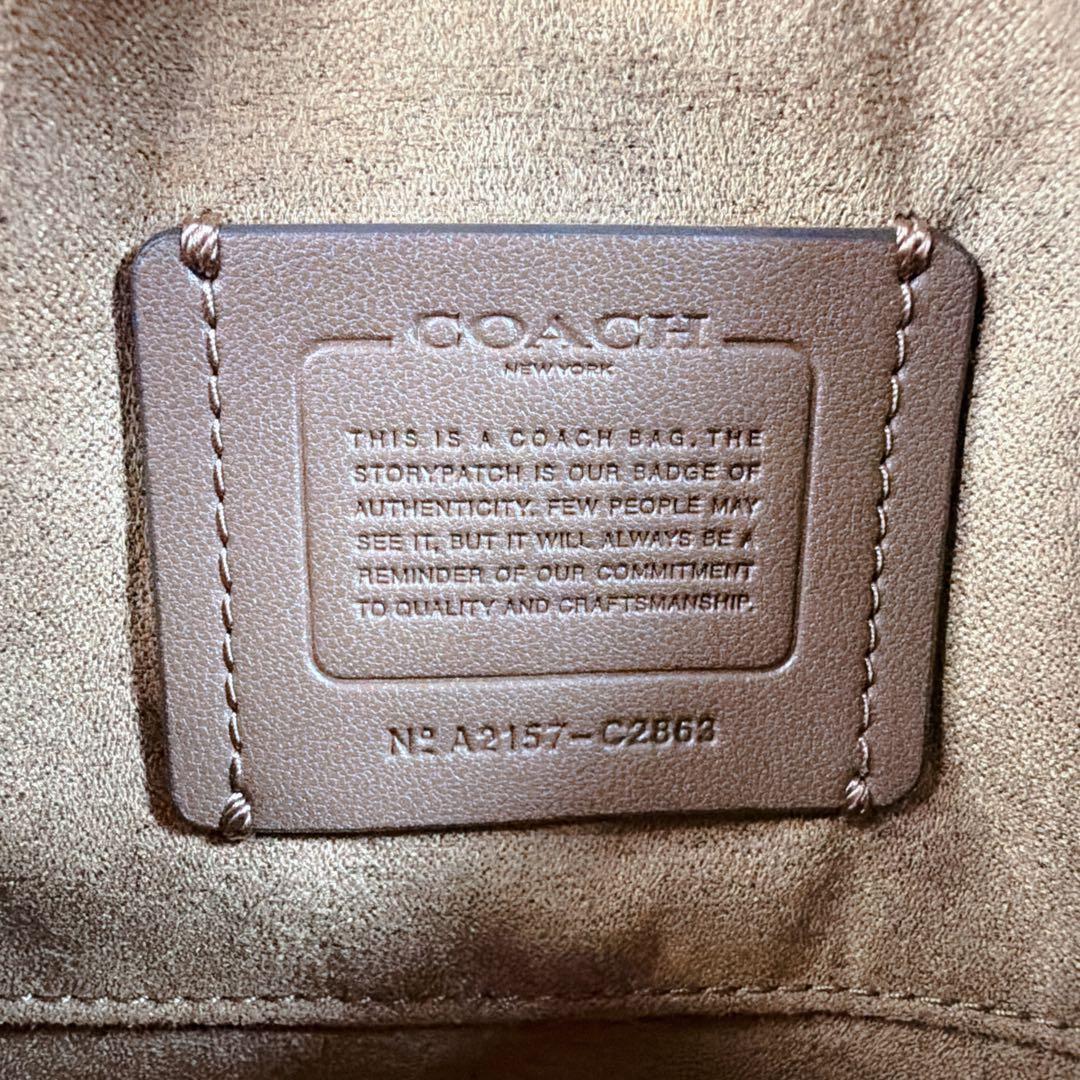 COACH
NEW YORK
THIS IS A COACH BAG. THE
STORYPATCH IS OUR BADGE OF
AUTHENTICITY. FEW PEOPLE MAY
SEE IT, BUT IT WILL ALWAYS BE A
REMINDER OF OUR COMMITMENT
TO QUALITY AND CRAFTSMANSHIP.
Nº A2157-C2863